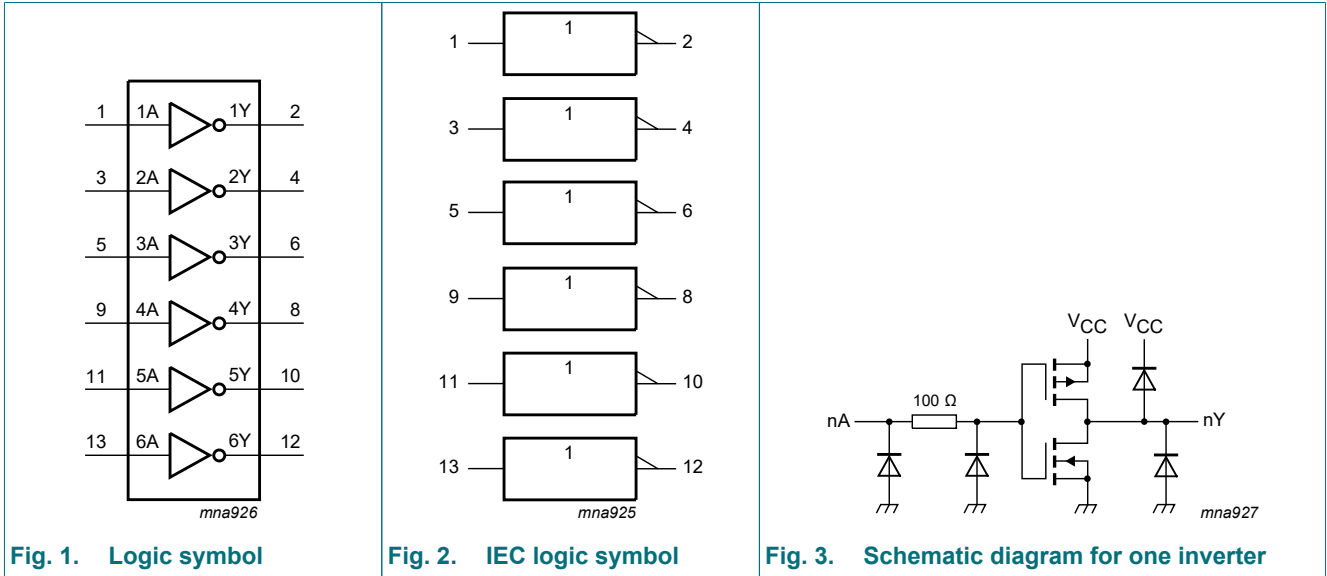 1 1A 1Y 2
3 2A 2Y 4
5 3A 3Y 6
9 4A 4Y 8
11 5A 5Y 10
13 6A 6Y 12
mna926
Fig. 1. Logic symbol
1 1 2
3 1 4
5 1 6
9 1 8
11 1 10
13 1 12
mna925
Fig. 2. IEC logic symbol
VCC VCC
100 Ω
nA nY
mna927
Fig. 3. Schematic diagram for one inverter